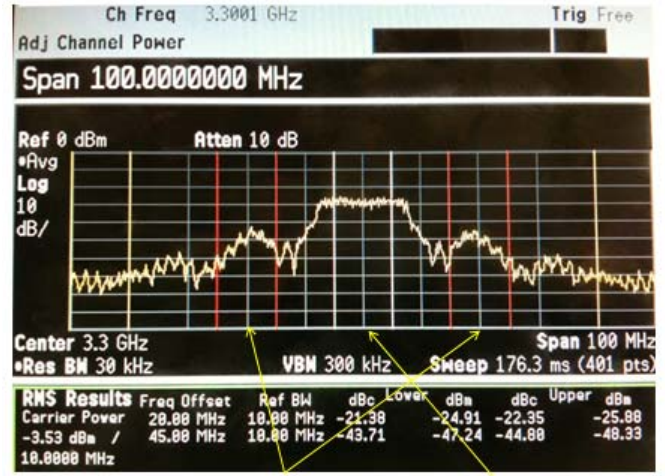 Ch Freq 3.3001 GHz Trig Free
Adj Channel Power
Span 100.0000000 MHz
Ref 0 dBm Atten 10 dB
•Avg
Log
10
dB/
Center 3.3 GHz Span 100 MHz
•Res BW 30 kHz VBW 300 kHz Sweep 176.3 ms (401 pts)
RMS Results Freq Offset Ref BW dBc Lower dBm dBc Upper dBm
Carrier Power 20.00 MHz 10.00 MHz -21.38 -24.91 -22.35 -25.88
-3.53 dBm / 45.00 MHz 10.00 MHz -43.71 -47.24 -44.80 -48.33
10.0000 MHz